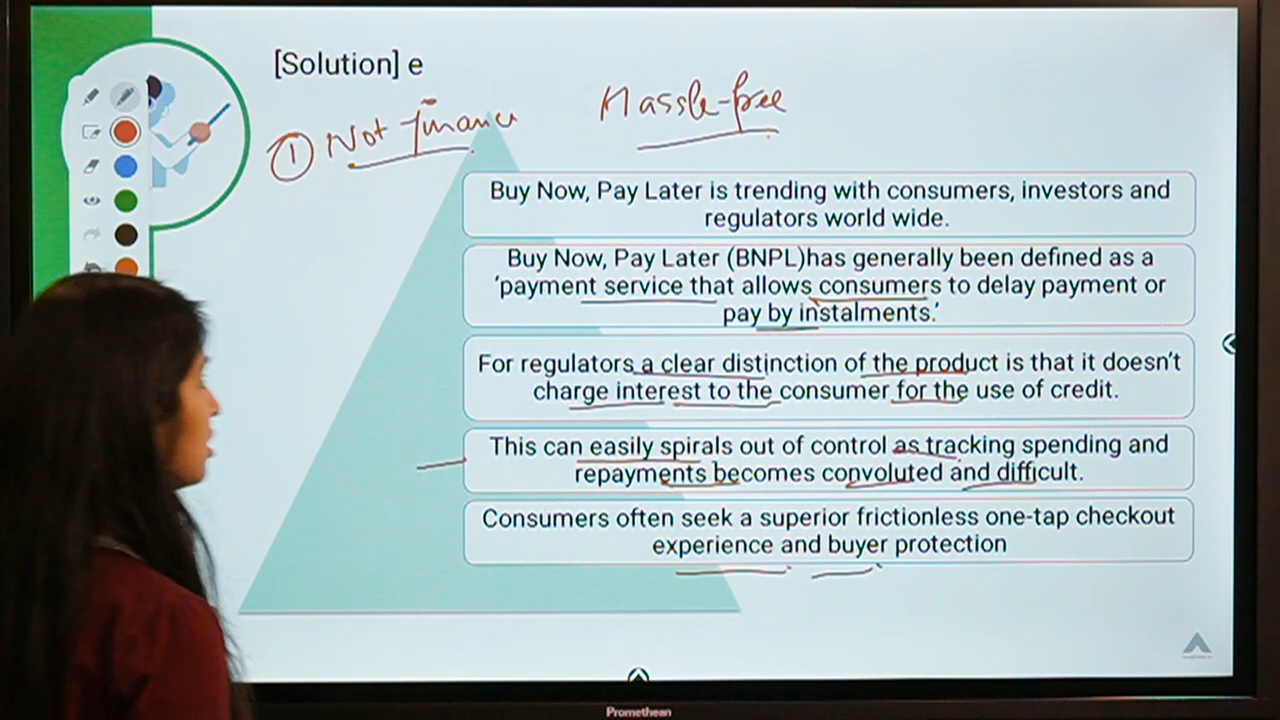 [Solution] e
Hassle-free
① Not Finance
Buy Now, Pay Later is trending with consumers, investors and
regulators world wide.
Buy Now, Pay Later (BNPL)has generally been defined as a
‘payment service that allows consumers to delay payment or
pay by instalments.’
For regulators a clear distinction of the product is that it doesn’t
charge interest to the consumer for the use of credit.
This can easily spirals out of control as tracking spending and
repayments becomes convoluted and difficult.
Consumers often seek a superior frictionless one-tap checkout
experience and buyer protection
Promethean